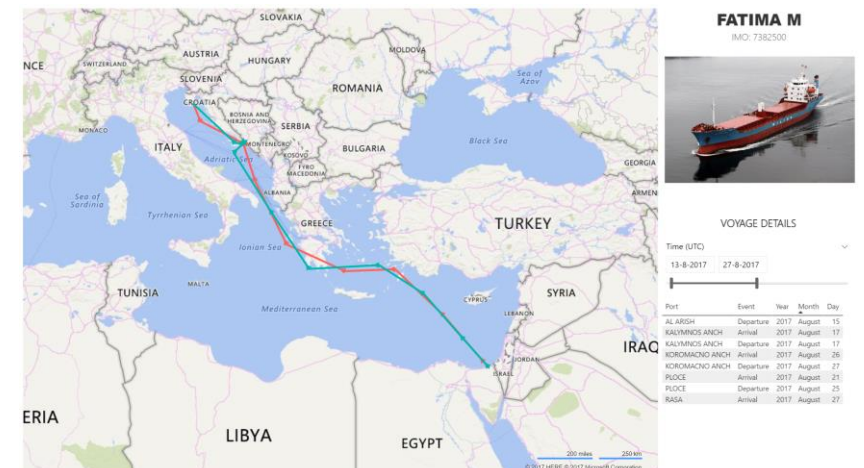 FATIMA M
IMO: 7382500
SLOVAKIA
MOLDOVA
NCE
SWITZERLAND
AUSTRIA
HUNGARY
SLOVENIA
ROMANIA
Sea of
Azov
CROATIA
BOSNIA AND
HERZEGOVINA
SERBIA
MONACO
ITALY
MONTENEGRO
Black Sea
Adriatic Sea
KOSOVO
BULGARIA
GEORGIA
FYRO
MACEDONIA
ALBANIA
ARMEN
Sea of
Sardinia
Tyrrhenian Sea
GREECE
TURKEY
Ionian Sea
MALTA
TUNISIA
CYPRUS
SYRIA
LEBANON
Mediterranean Sea
IRAQ
JORDAN
ISRAEL
ERIA
LIBYA
EGYPT
200 miles 250 km
© 2017 HERE © 2017 Microsoft Corporation
VOYAGE DETAILS
Time (UTC)
13-8-2017 27-8-2017
Port Event Year Month Day
AL ARISH Departure 2017 August 15
KALYMNOS ANCH Arrival 2017 August 17
KALYMNOS ANCH Departure 2017 August 17
KOROMACNO ANCH Arrival 2017 August 26
KOROMACNO ANCH Departure 2017 August 27
PLOCE Arrival 2017 August 21
PLOCE Departure 2017 August 25
RASA Arrival 2017 August 27